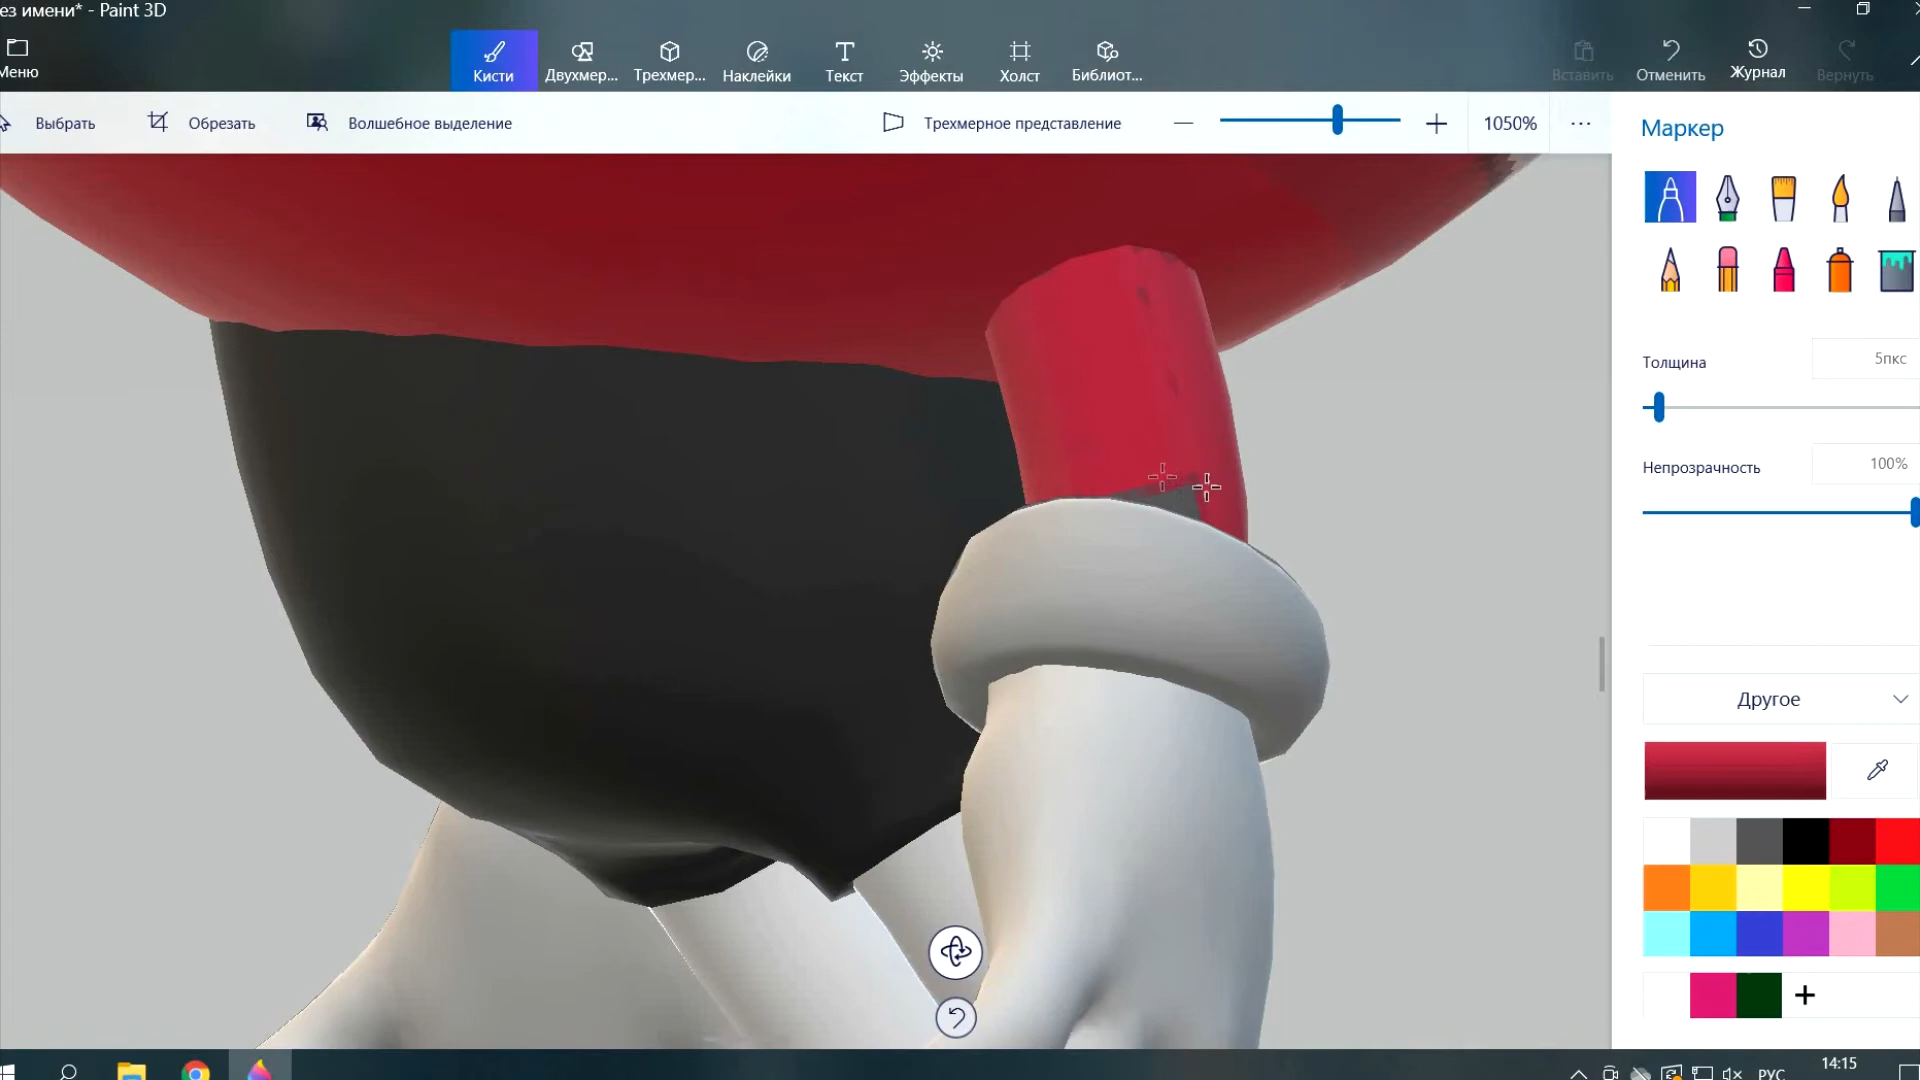 ез имени* - Paint 3D
Меню
Кисти
Двухмер...
Трехмер...
Наклейки
Текст
Эффекты
Холст
Библиот...
Вставить
Отменить
Журнал
Вернуть
Выбрать
Обрезать
Волшебное выделение
Трехмерное представление
1050%
Маркер
Толщина
5пкс
Непрозрачность
100%
Другое
РУС
14:15